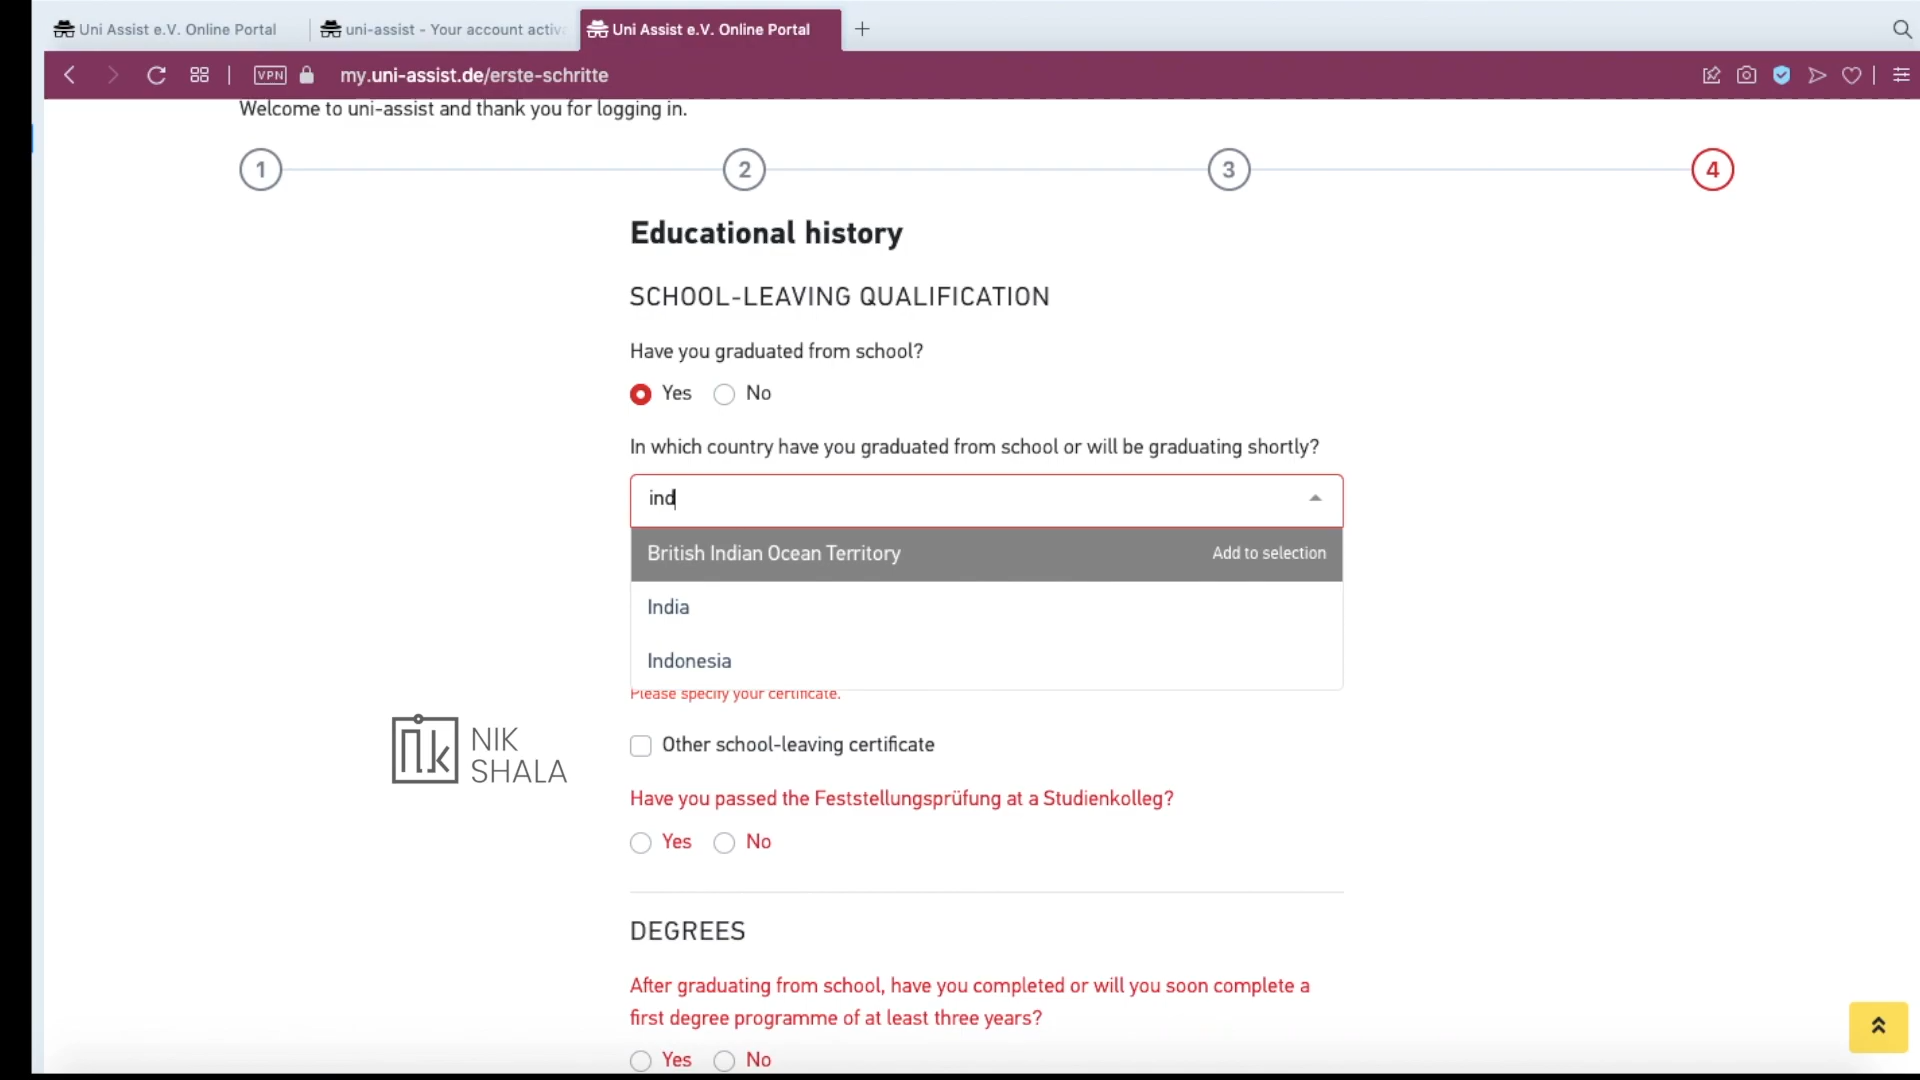 Uni Assist e.V. Online Portal
uni-assist - Your account activ
Uni Assist e.V. Online Portal
VPN
my.uni-assist.de/erste-schritte
Welcome to uni-assist and thank you for logging in.
1
2
3
4
Educational history
SCHOOL-LEAVING QUALIFICATION
Have you graduated from school?
Yes
No
In which country have you graduated from school or will be graduating shortly?
ind
British Indian Ocean Territory
Add to selection
India
Indonesia
Please specify your certificate.
nk
NIK
SHALA
Other school-leaving certificate
Have you passed the Feststellungsprüfung at a Studienkolleg?
Yes
No
DEGREES
After graduating from school, have you completed or will you soon complete a
first degree programme of at least three years?
Yes
No